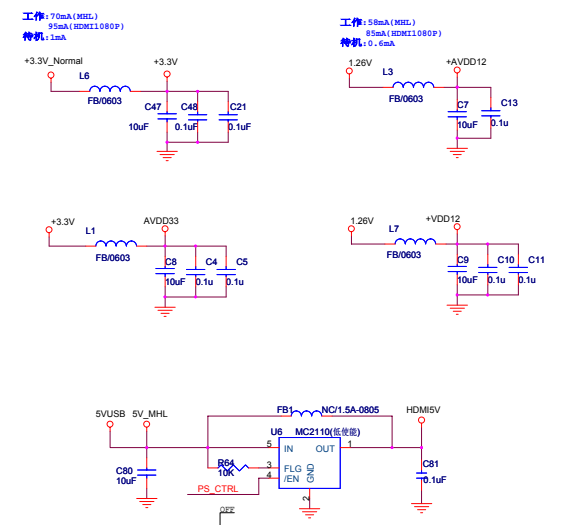 工作:70mA(MHL)
95mA(HDMI1080P)
待机:1mA
工作:58mA(MHL)
85mA(HDMI1080P)
待机:0.6mA
+3.3V_Normal
L6
+3.3V
FB/0603
C47
C48
C21
10uF
0.1uF
0.1uF
1.26V
L3
+AVDD12
FB/0603
C7
C13
10uF
0.1u
+3.3V
L1
AVDD33
FB/0603
C8
C4
C5
10uF
0.1u
0.1u
1.26V
L7
+VDD12
FB/0603
C9
C10
C11
10uF
0.1u
0.1u
5VUSB
5V_MHL
FB1
NC/1.5A-0805
HDMI5V
U6
MC2110(低使能)
5
IN
OUT
1
R64
10K
3
FLG
4
/EN
GND
2
C80
10uF
C81
0.1uF
PS_CTRL
OFF